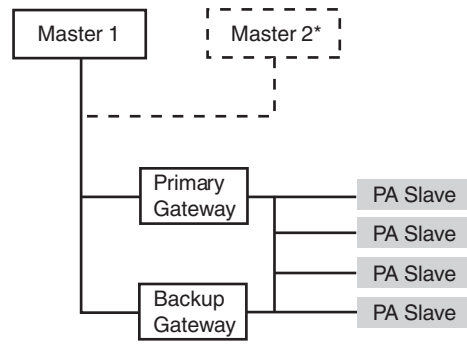 Master 1
Master 2*
Primary
Gateway
PA Slave
PA Slave
PA Slave
Backup
Gateway
PA Slave